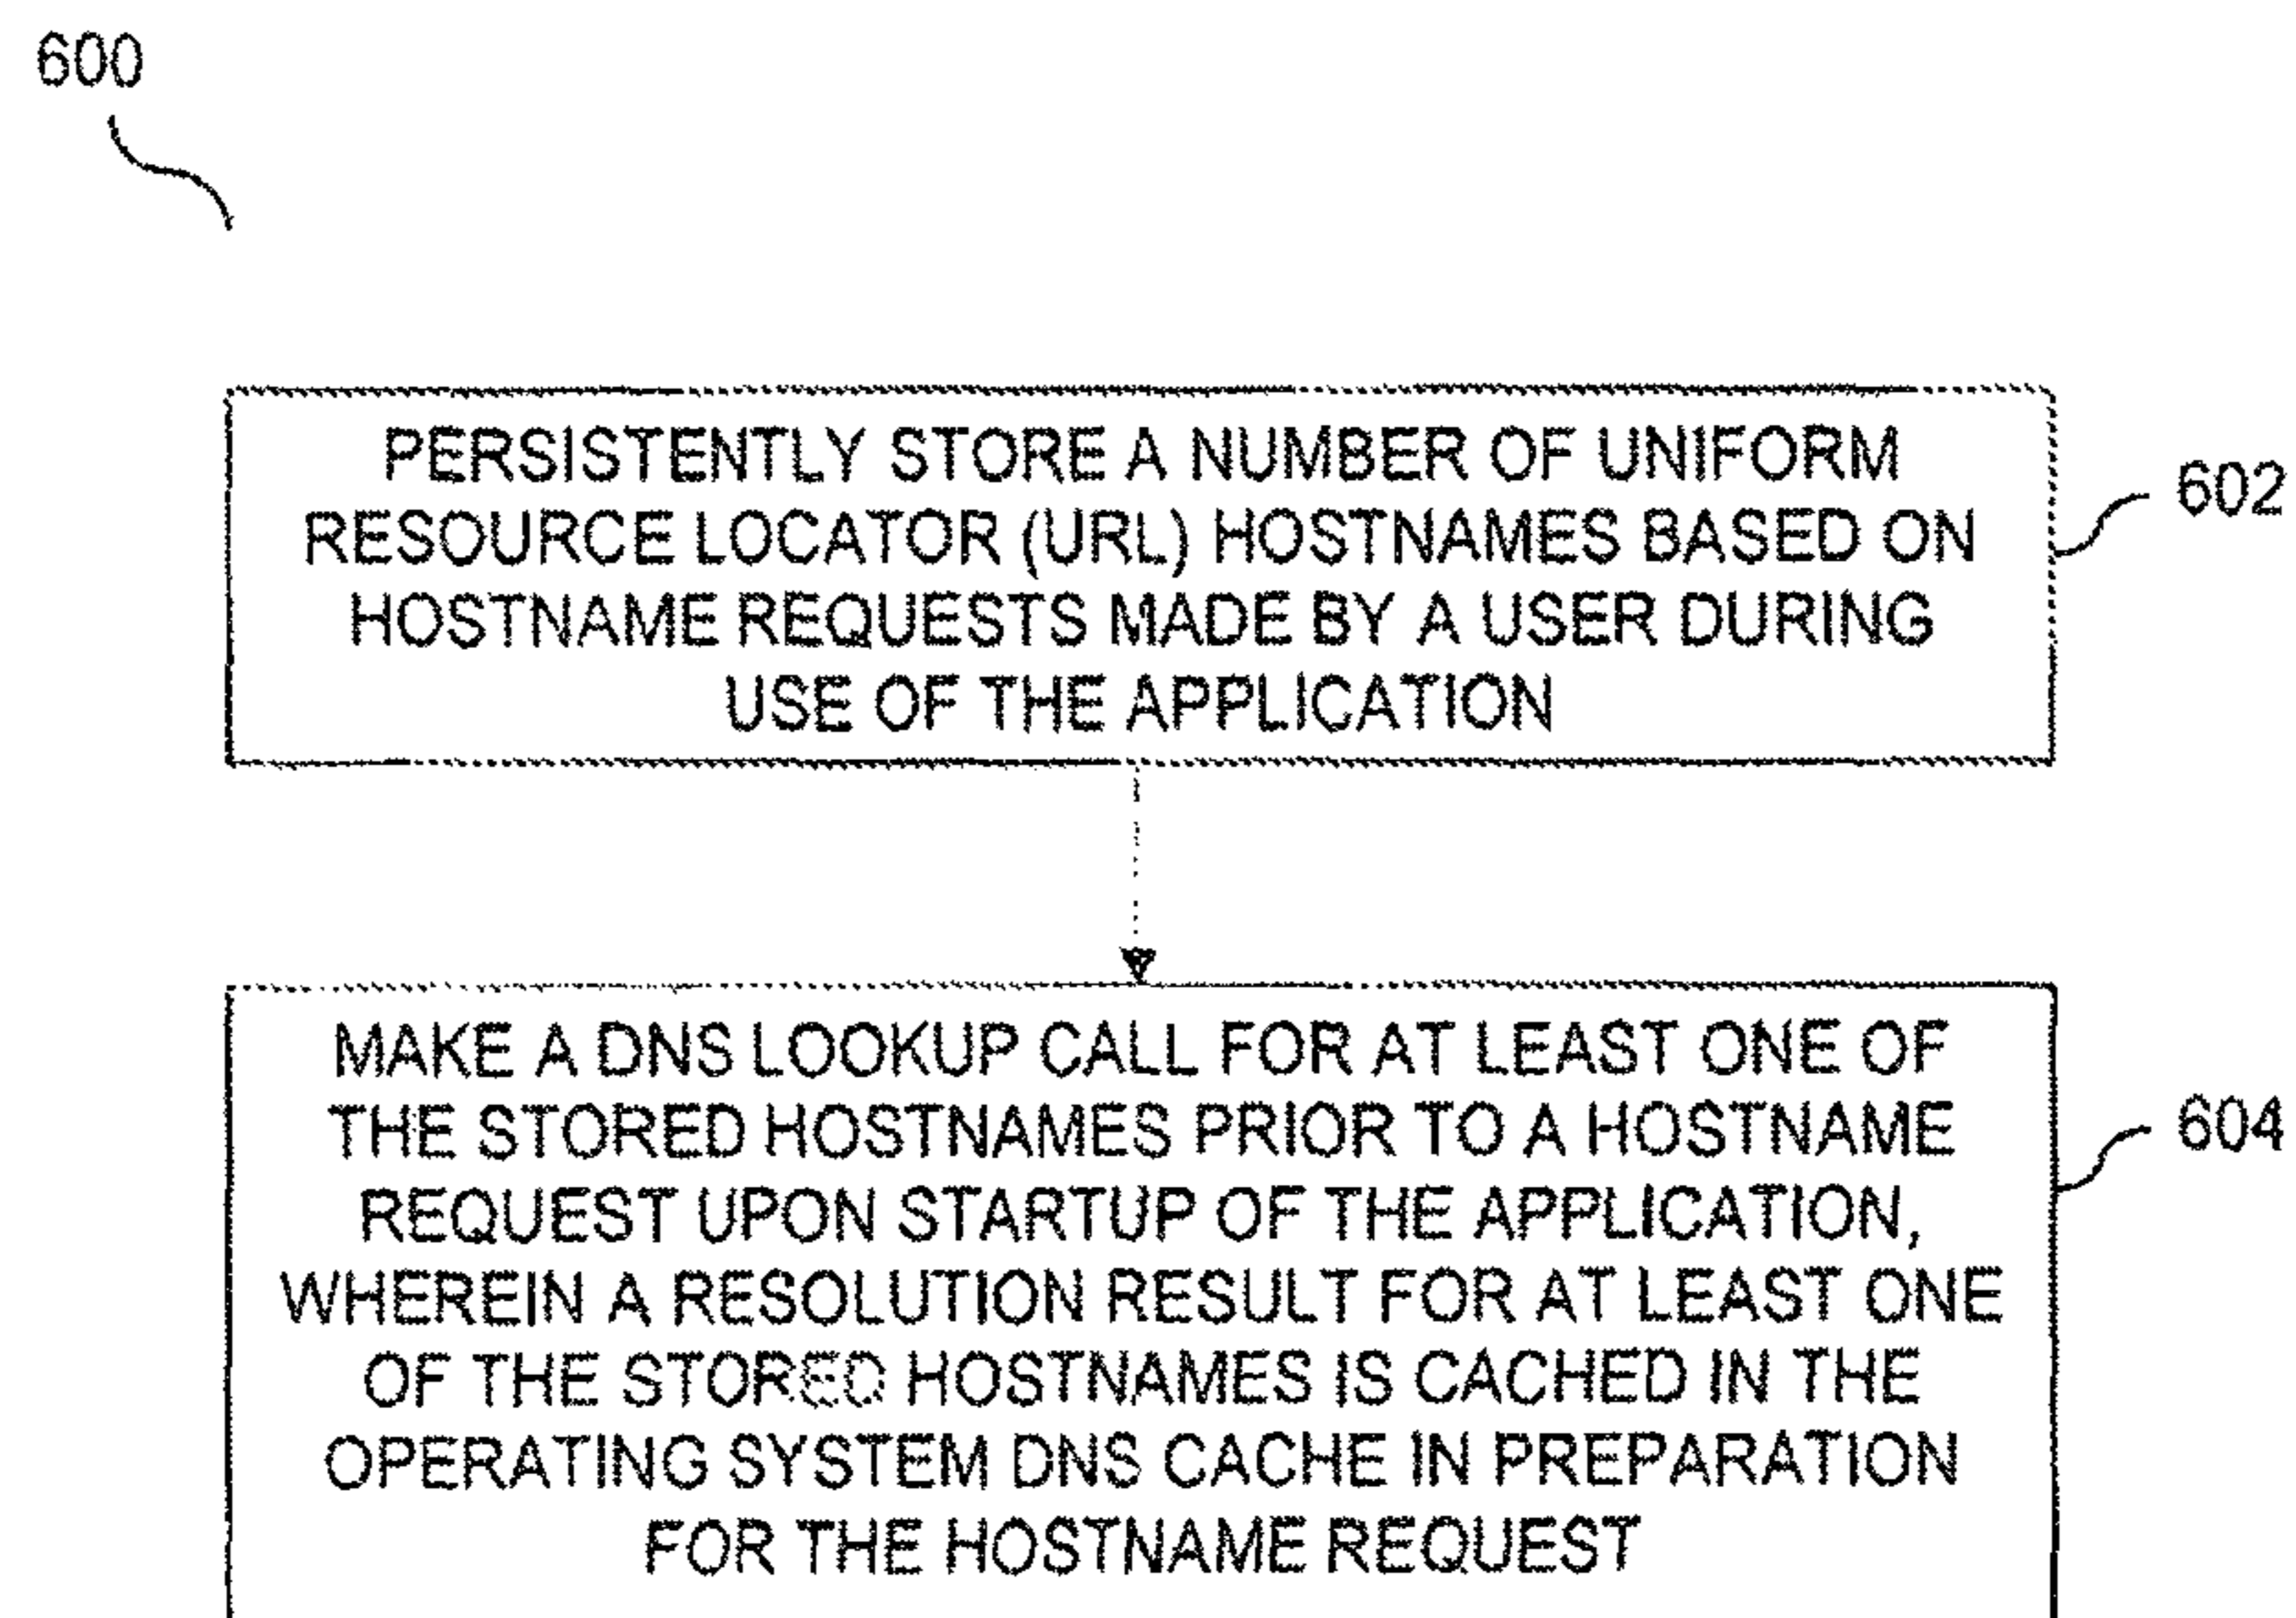 600
PERSISTENTLY STORE A NUMBER OF UNIFORM
RESOURCE LOCATOR (URL) HOSTNAMES BASED ON
HOSTNAME REQUESTS MADE BY A USER DURING
USE OF THE APPLICATION
602
MAKE A DNS LOOKUP CALL FOR AT LEAST ONE OF
THE STORED HOSTNAMES PRIOR TO A HOSTNAME
REQUEST UPON STARTUP OF THE APPLICATION,
WHEREIN A RESOLUTION RESULT FOR AT LEAST ONE
OF THE STORED HOSTNAMES IS CACHED IN THE
OPERATING SYSTEM DNS CACHE IN PREPARATION
FOR THE HOSTNAME REQUEST
604